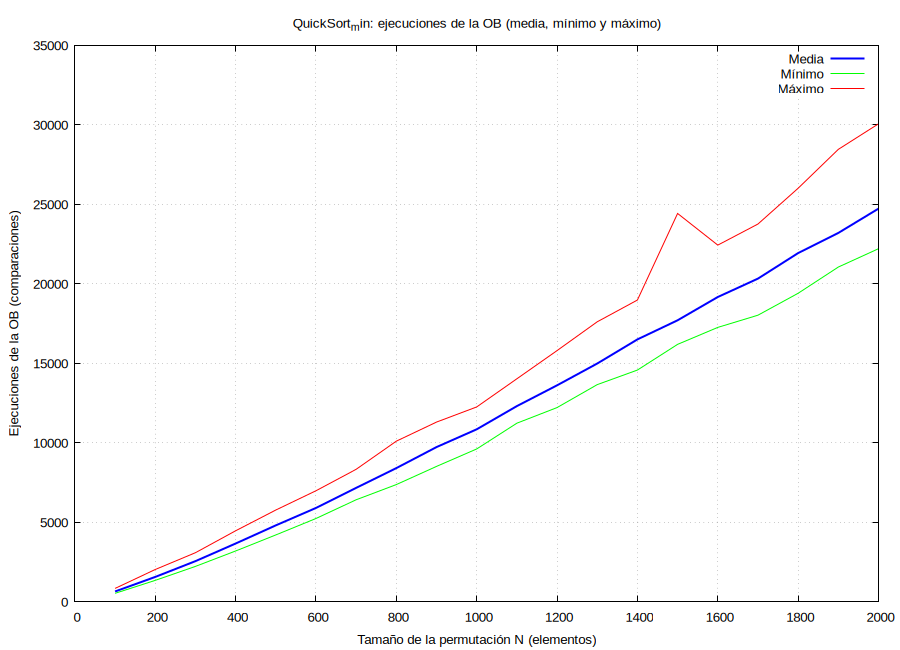 QuickSortmin: ejecuciones de la OB (media, mínimo y máximo)
Media
Mínimo
Máximo
35000
30000
25000
20000
15000
10000
5000
0
Ejecuciones de la OB (comparaciones)
0 200 400 600 800 1000 1200 1400 1600 1800 2000
Tamaño de la permutación N (elementos)